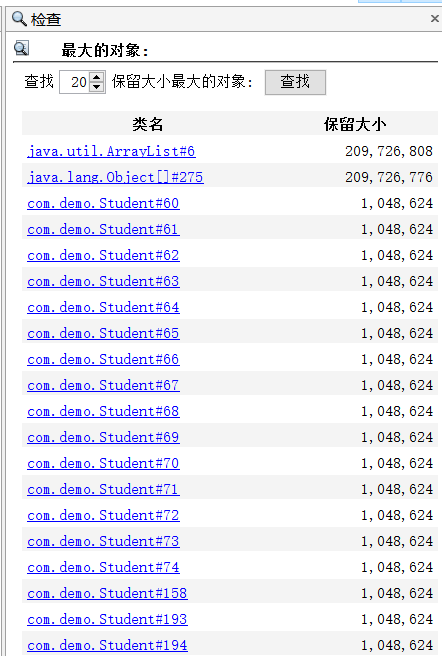 检查
最大的对象:
查找 20 保留大小最大的对象: 查找
类名 保留大小
java.util.ArrayList#6 209,726,808
java.lang.Object[]#275 209,726,776
com.demo.Student#60 1,048,624
com.demo.Student#61 1,048,624
com.demo.Student#62 1,048,624
com.demo.Student#63 1,048,624
com.demo.Student#64 1,048,624
com.demo.Student#65 1,048,624
com.demo.Student#66 1,048,624
com.demo.Student#67 1,048,624
com.demo.Student#68 1,048,624
com.demo.Student#69 1,048,624
com.demo.Student#70 1,048,624
com.demo.Student#71 1,048,624
com.demo.Student#72 1,048,624
com.demo.Student#73 1,048,624
com.demo.Student#74 1,048,624
com.demo.Student#158 1,048,624
com.demo.Student#193 1,048,624
com.demo.Student#194 1,048,624